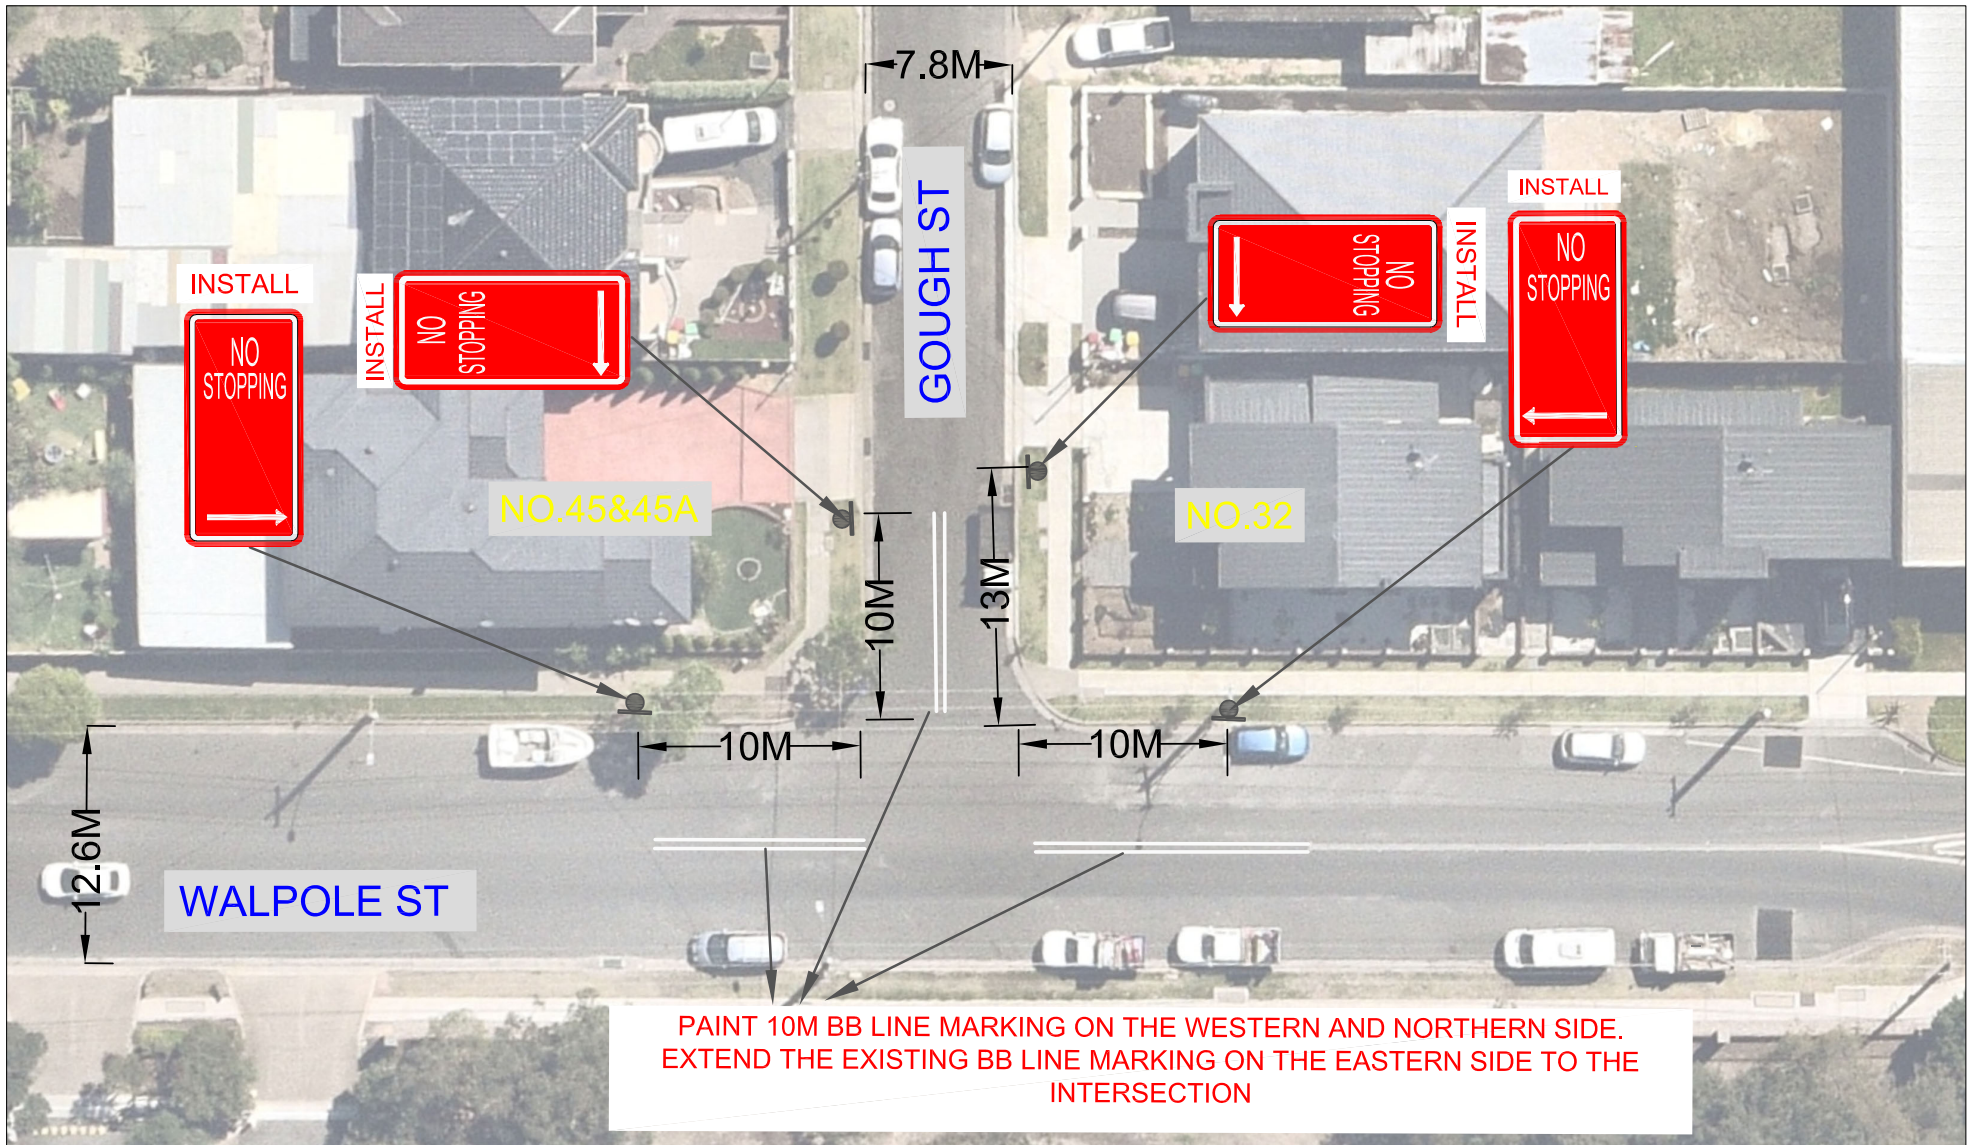 7.8M
GOUGH ST
INSTALL
NO
STOPPING
INSTALL
NO
STOPPING
INSTALL
NO
STOPPING
INSTALL
NO
STOPPING
NO.45&45A
NO.32
10M
13M
10M
10M
12.6M
WALPOLE ST
PAINT 10M BB LINE MARKING ON THE WESTERN AND NORTHERN SIDE.
EXTEND THE EXISTING BB LINE MARKING ON THE EASTERN SIDE TO THE
INTERSECTION